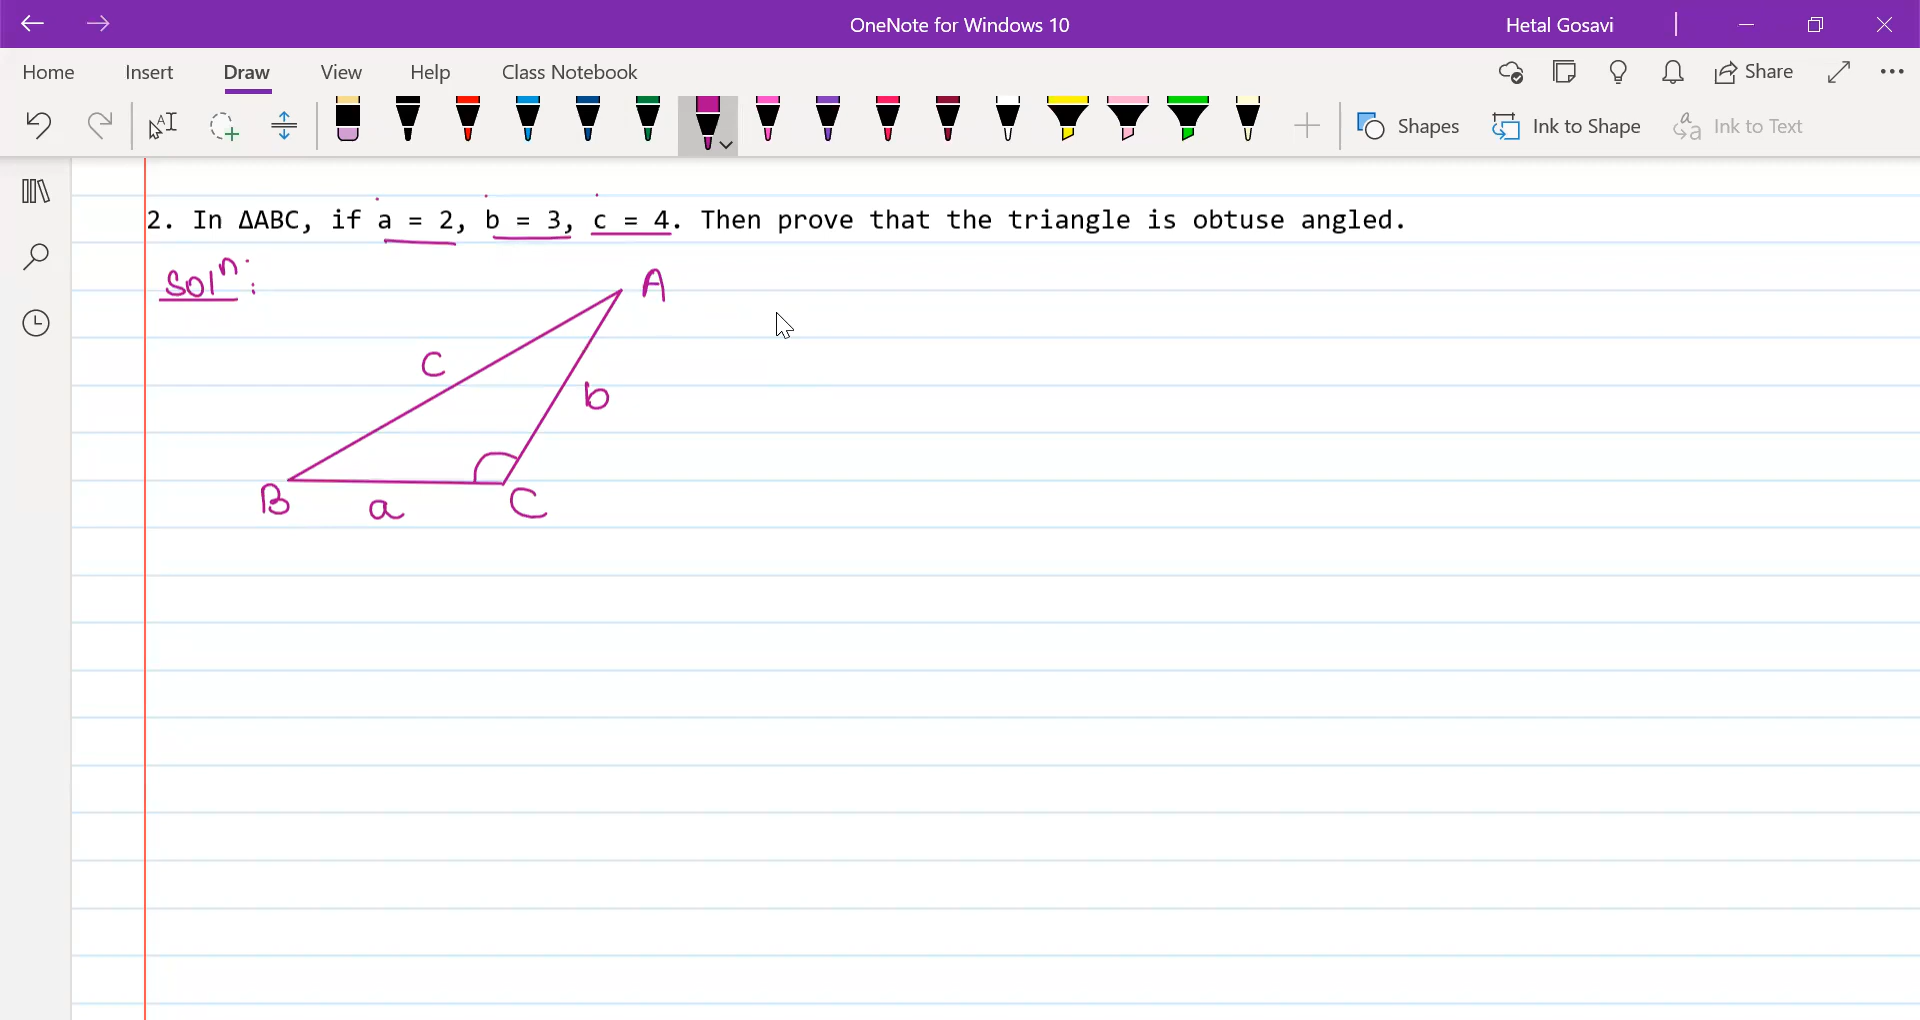 OneNote for Windows 10
Hetal Gosavi
Home Insert Draw View Help Class Notebook
Share
Shapes Ink to Shape Ink to Text
2. In ΔABC, if a = 2, b = 3, c = 4. Then prove that the triangle is obtuse angled.
Solⁿ:
A
c
b
B
a
C